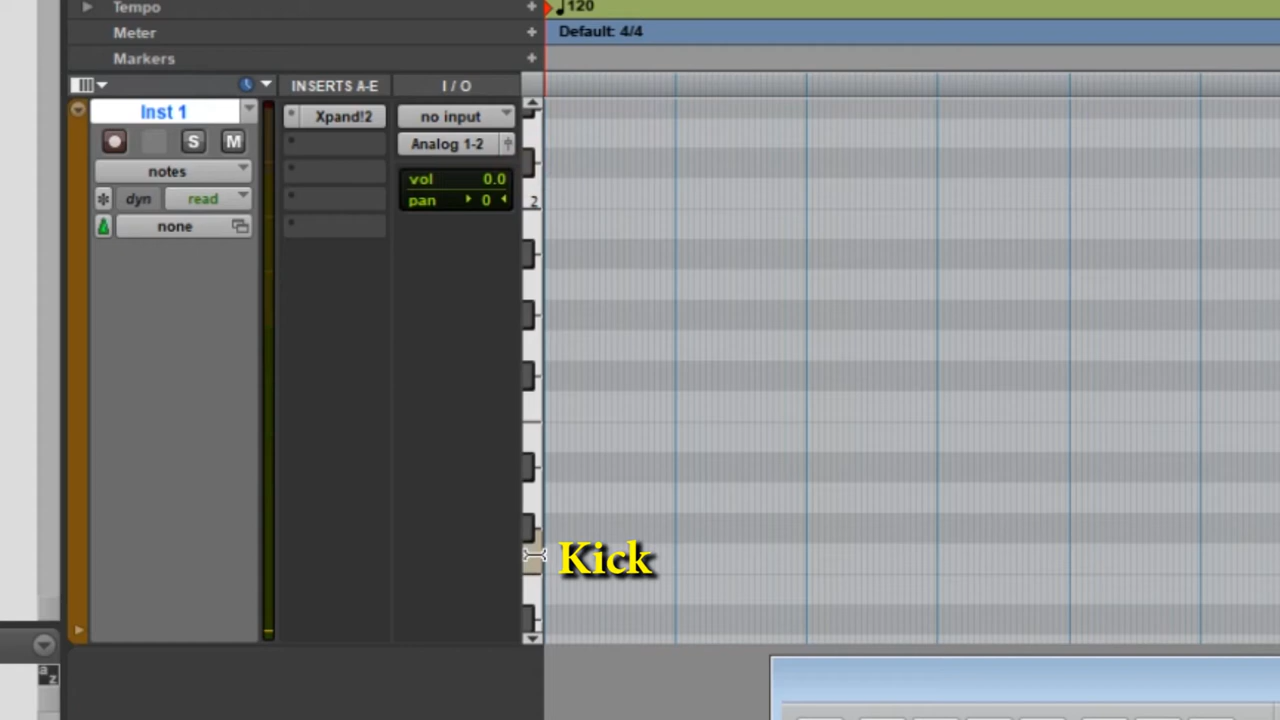 Tempo
120
Meter
Default: 4/4
Markers
INSERTS A-E
I / O
Inst 1
Xpand!2
no input
S
M
Analog 1-2
notes
vol 0.0
dyn
read
pan 0
2
none
Kick
a
z